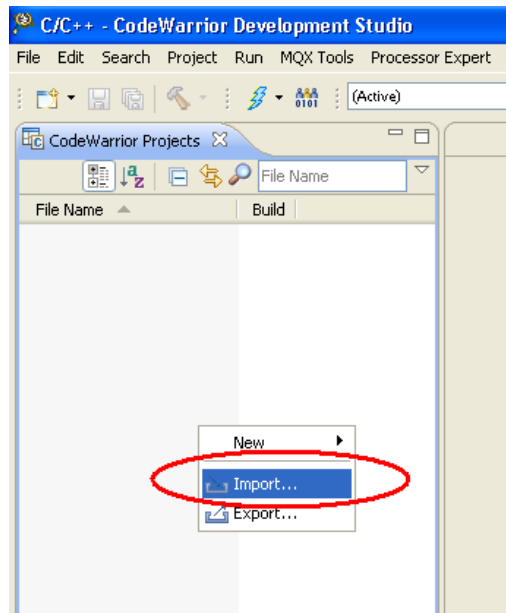 C/C++ - CodeWarrior Development Studio
File Edit Search Project Run MQX Tools Processor Expert
0101 (Active)
CodeWarrior Projects
File Name
File Name Build
New
Import...
Export...